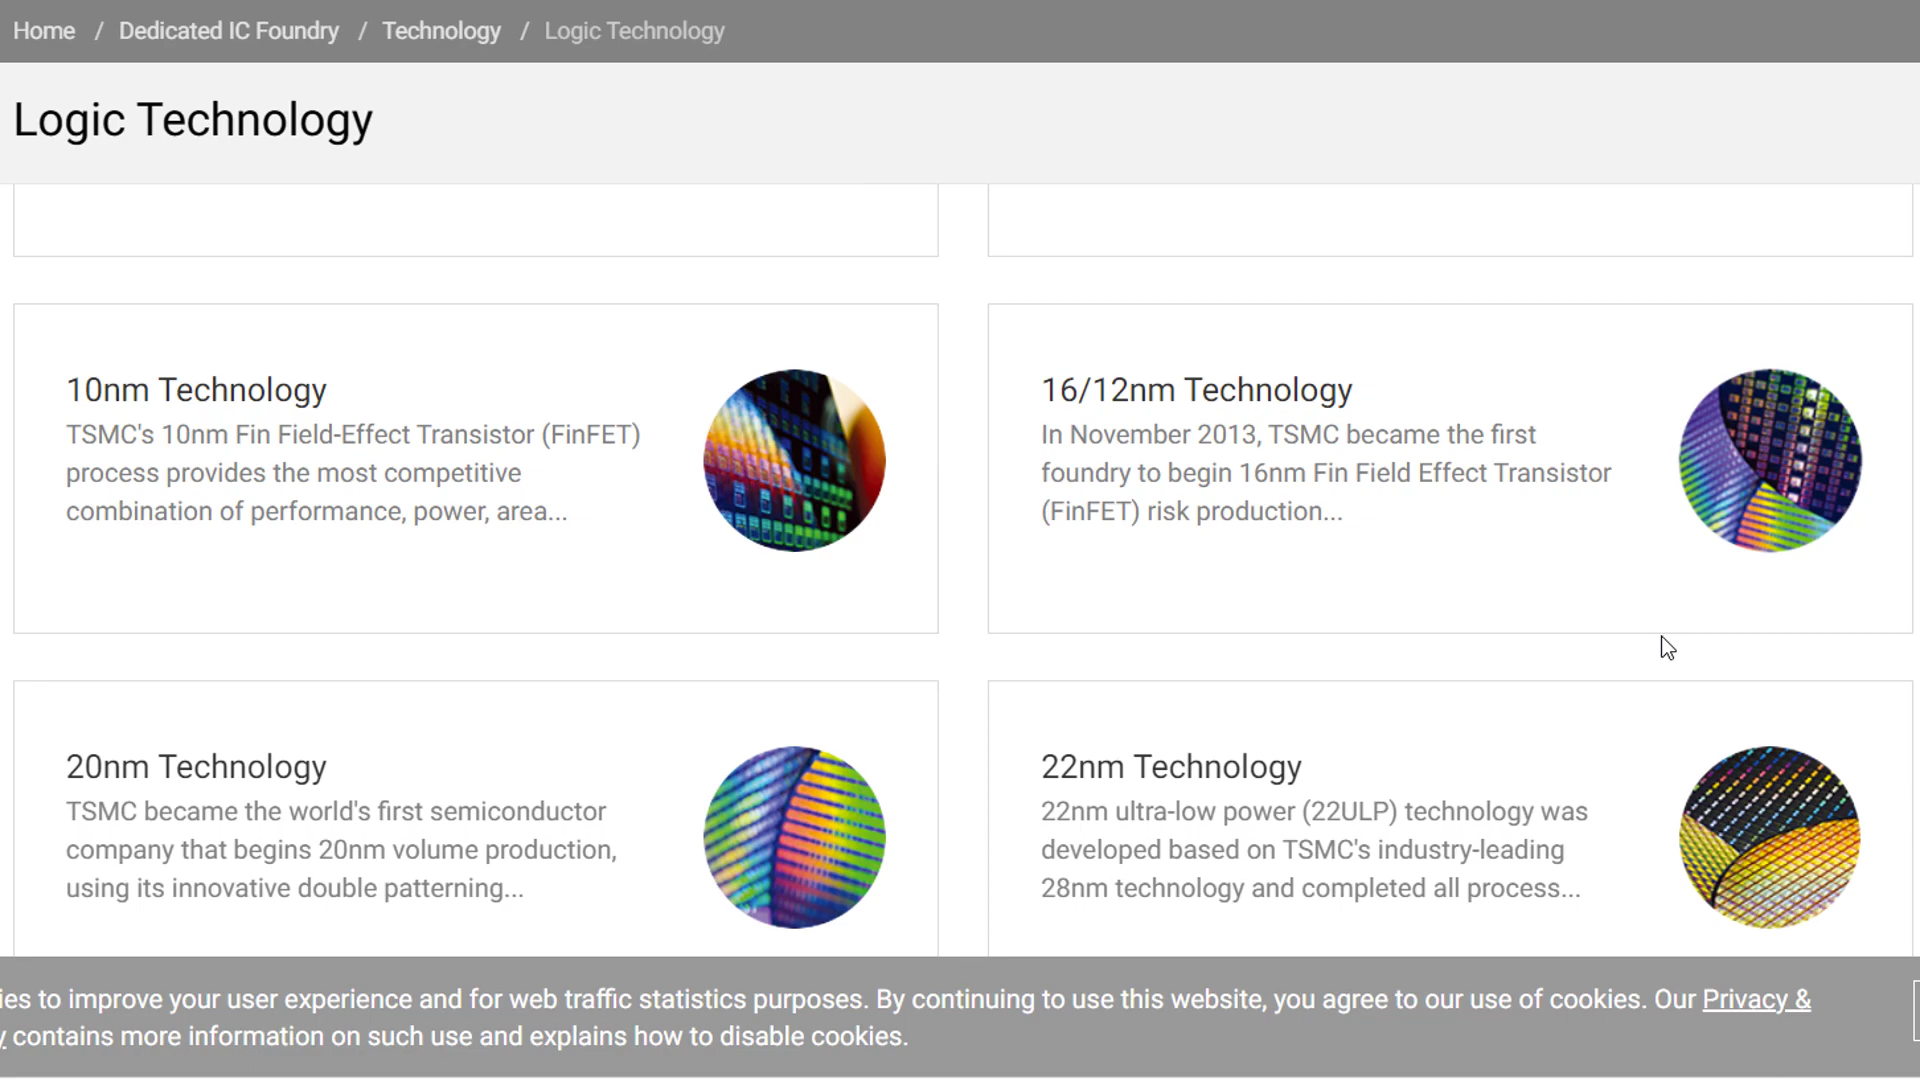 Home / Dedicated IC Foundry / Technology / Logic Technology
Logic Technology
10nm Technology
TSMC's 10nm Fin Field-Effect Transistor (FinFET)
process provides the most competitive
combination of performance, power, area...
16/12nm Technology
In November 2013, TSMC became the first
foundry to begin 16nm Fin Field Effect Transistor
(FinFET) risk production...
20nm Technology
TSMC became the world's first semiconductor
company that begins 20nm volume production,
using its innovative double patterning...
22nm Technology
22nm ultra-low power (22ULP) technology was
developed based on TSMC's industry-leading
28nm technology and completed all process...
ies to improve your user experience and for web traffic statistics purposes. By continuing to use this website, you agree to our use of cookies. Our Privacy &
y contains more information on such use and explains how to disable cookies.